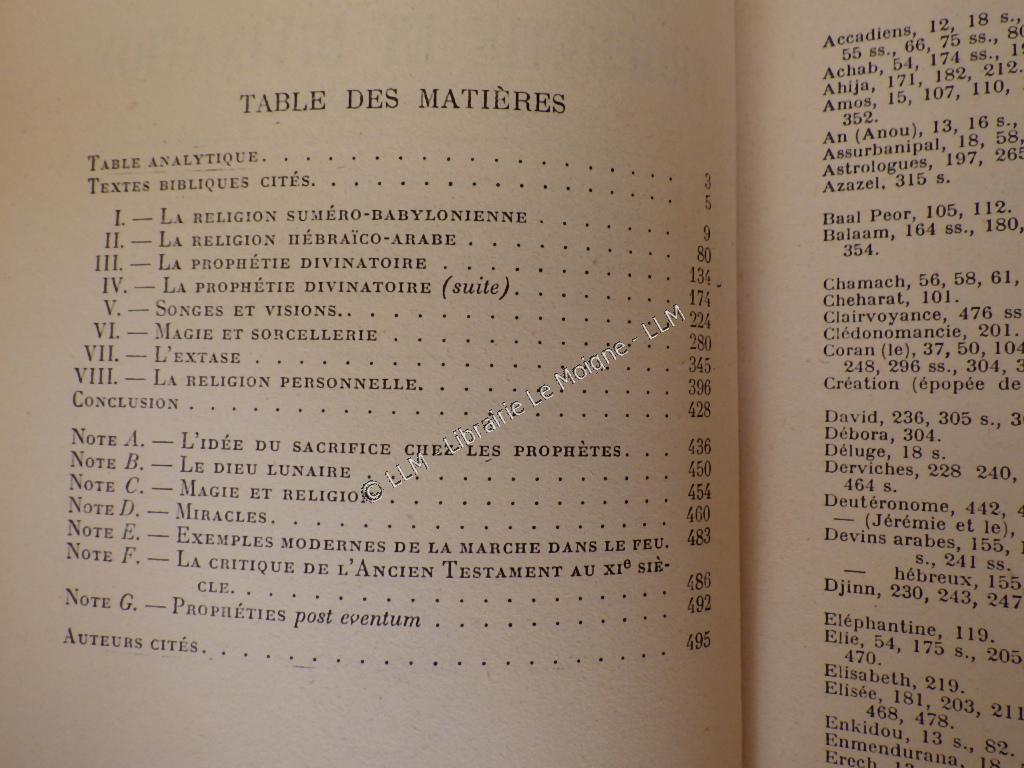 TABLE DES MATIÈRES
TABLE ANALYTIQUE. 3
TEXTES BIBLIQUES CITÉS. 5
I. — LA RELIGION SUMÉRO-BABYLONIENNE 9
II. — LA RELIGION HÉBRAÏCO-ARABE 80
III. — LA PROPHÉTIE DIVINATOIRE 134
IV. — LA PROPHÉTIE DIVINATOIRE (suite). 174
V. — SONGES ET VISIONS. 224
VI. — MAGIE ET SORCELLERIE 280
VII. — L'EXTASE 345
VIII. — LA RELIGION PERSONNELLE. 396
CONCLUSION 428
NOTE A. — L'IDÉE DU SACRIFICE CHEZ LES PROPHÈTES. 436
NOTE B. — LE DIEU LUNAIRE 450
NOTE C. — MAGIE ET RELIGION 454
NOTE D. — MIRACLES. 460
NOTE E. — EXEMPLES MODERNES DE LA MARCHE DANS LE FEU. 483
NOTE F. — LA CRITIQUE DE L'ANCIEN TESTAMENT AU XIe SIÈ-
CLE. 486
NOTE G. — PROPHÉTIES post eventum 492
AUTEURS CITÉS. 495
© LLM - Librairie Le Moigne - LLM
Accadiens, 12, 18 s.,
55 ss., 66, 75 ss.,
Achab, 54, 174 ss.,
Ahija, 171, 182, 212.
Amos, 15, 107, 110,
352.
An (Anou), 13, 16 s.,
Assurbanipal, 18, 58,
Astrologues, 197,
Azazel, 315 s.
Baal Peor, 105, 112.
Balaam, 164 ss., 180,
354.
Chamach, 56, 58, 61,
Cheharat, 101.
Clairvoyance, 476 ss
Clédonomancie, 201.
Coran (le), 37, 50, 104
248, 296 ss., 304,
Création (épopée de
David, 236, 305 s.,
Débora, 304.
Déluge, 18 s.
Derviches, 228 240,
464 s.
Deutéronome, 442,
— (Jérémie et le),
Devins arabes, 155,
s., 241 ss.
— hébreux, 155
Djinn, 230, 243, 247
Eléphantine, 119.
Elie, 54, 175 s., 205
470.
Elisabeth, 219.
Elisée, 181, 203, 211
468, 478.
Enkidou, 13 s., 82.
Enmendurana, 18,
Erech,